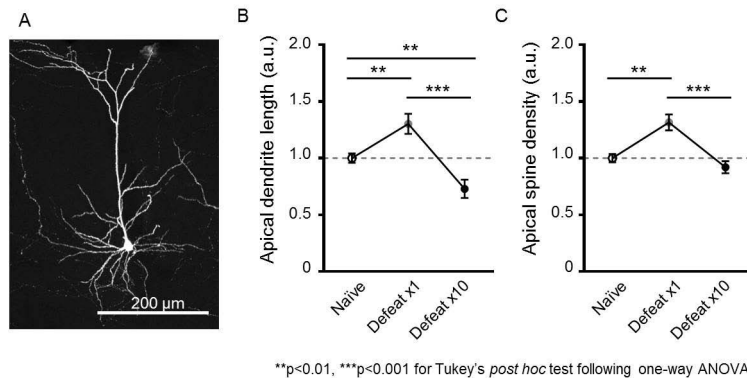 A
200 µm
B
Apical dendrite length (a.u.)
2.0
1.5
1.0
0.5
0
**
**
***
Naïve
Defeat x1
Defeat x10
C
Apical spine density (a.u.)
2.0
1.5
1.0
0.5
0
**
***
Naïve
Defeat x1
Defeat x10
**p<0.01, ***p<0.001 for Tukey's post hoc test following one-way ANOVA